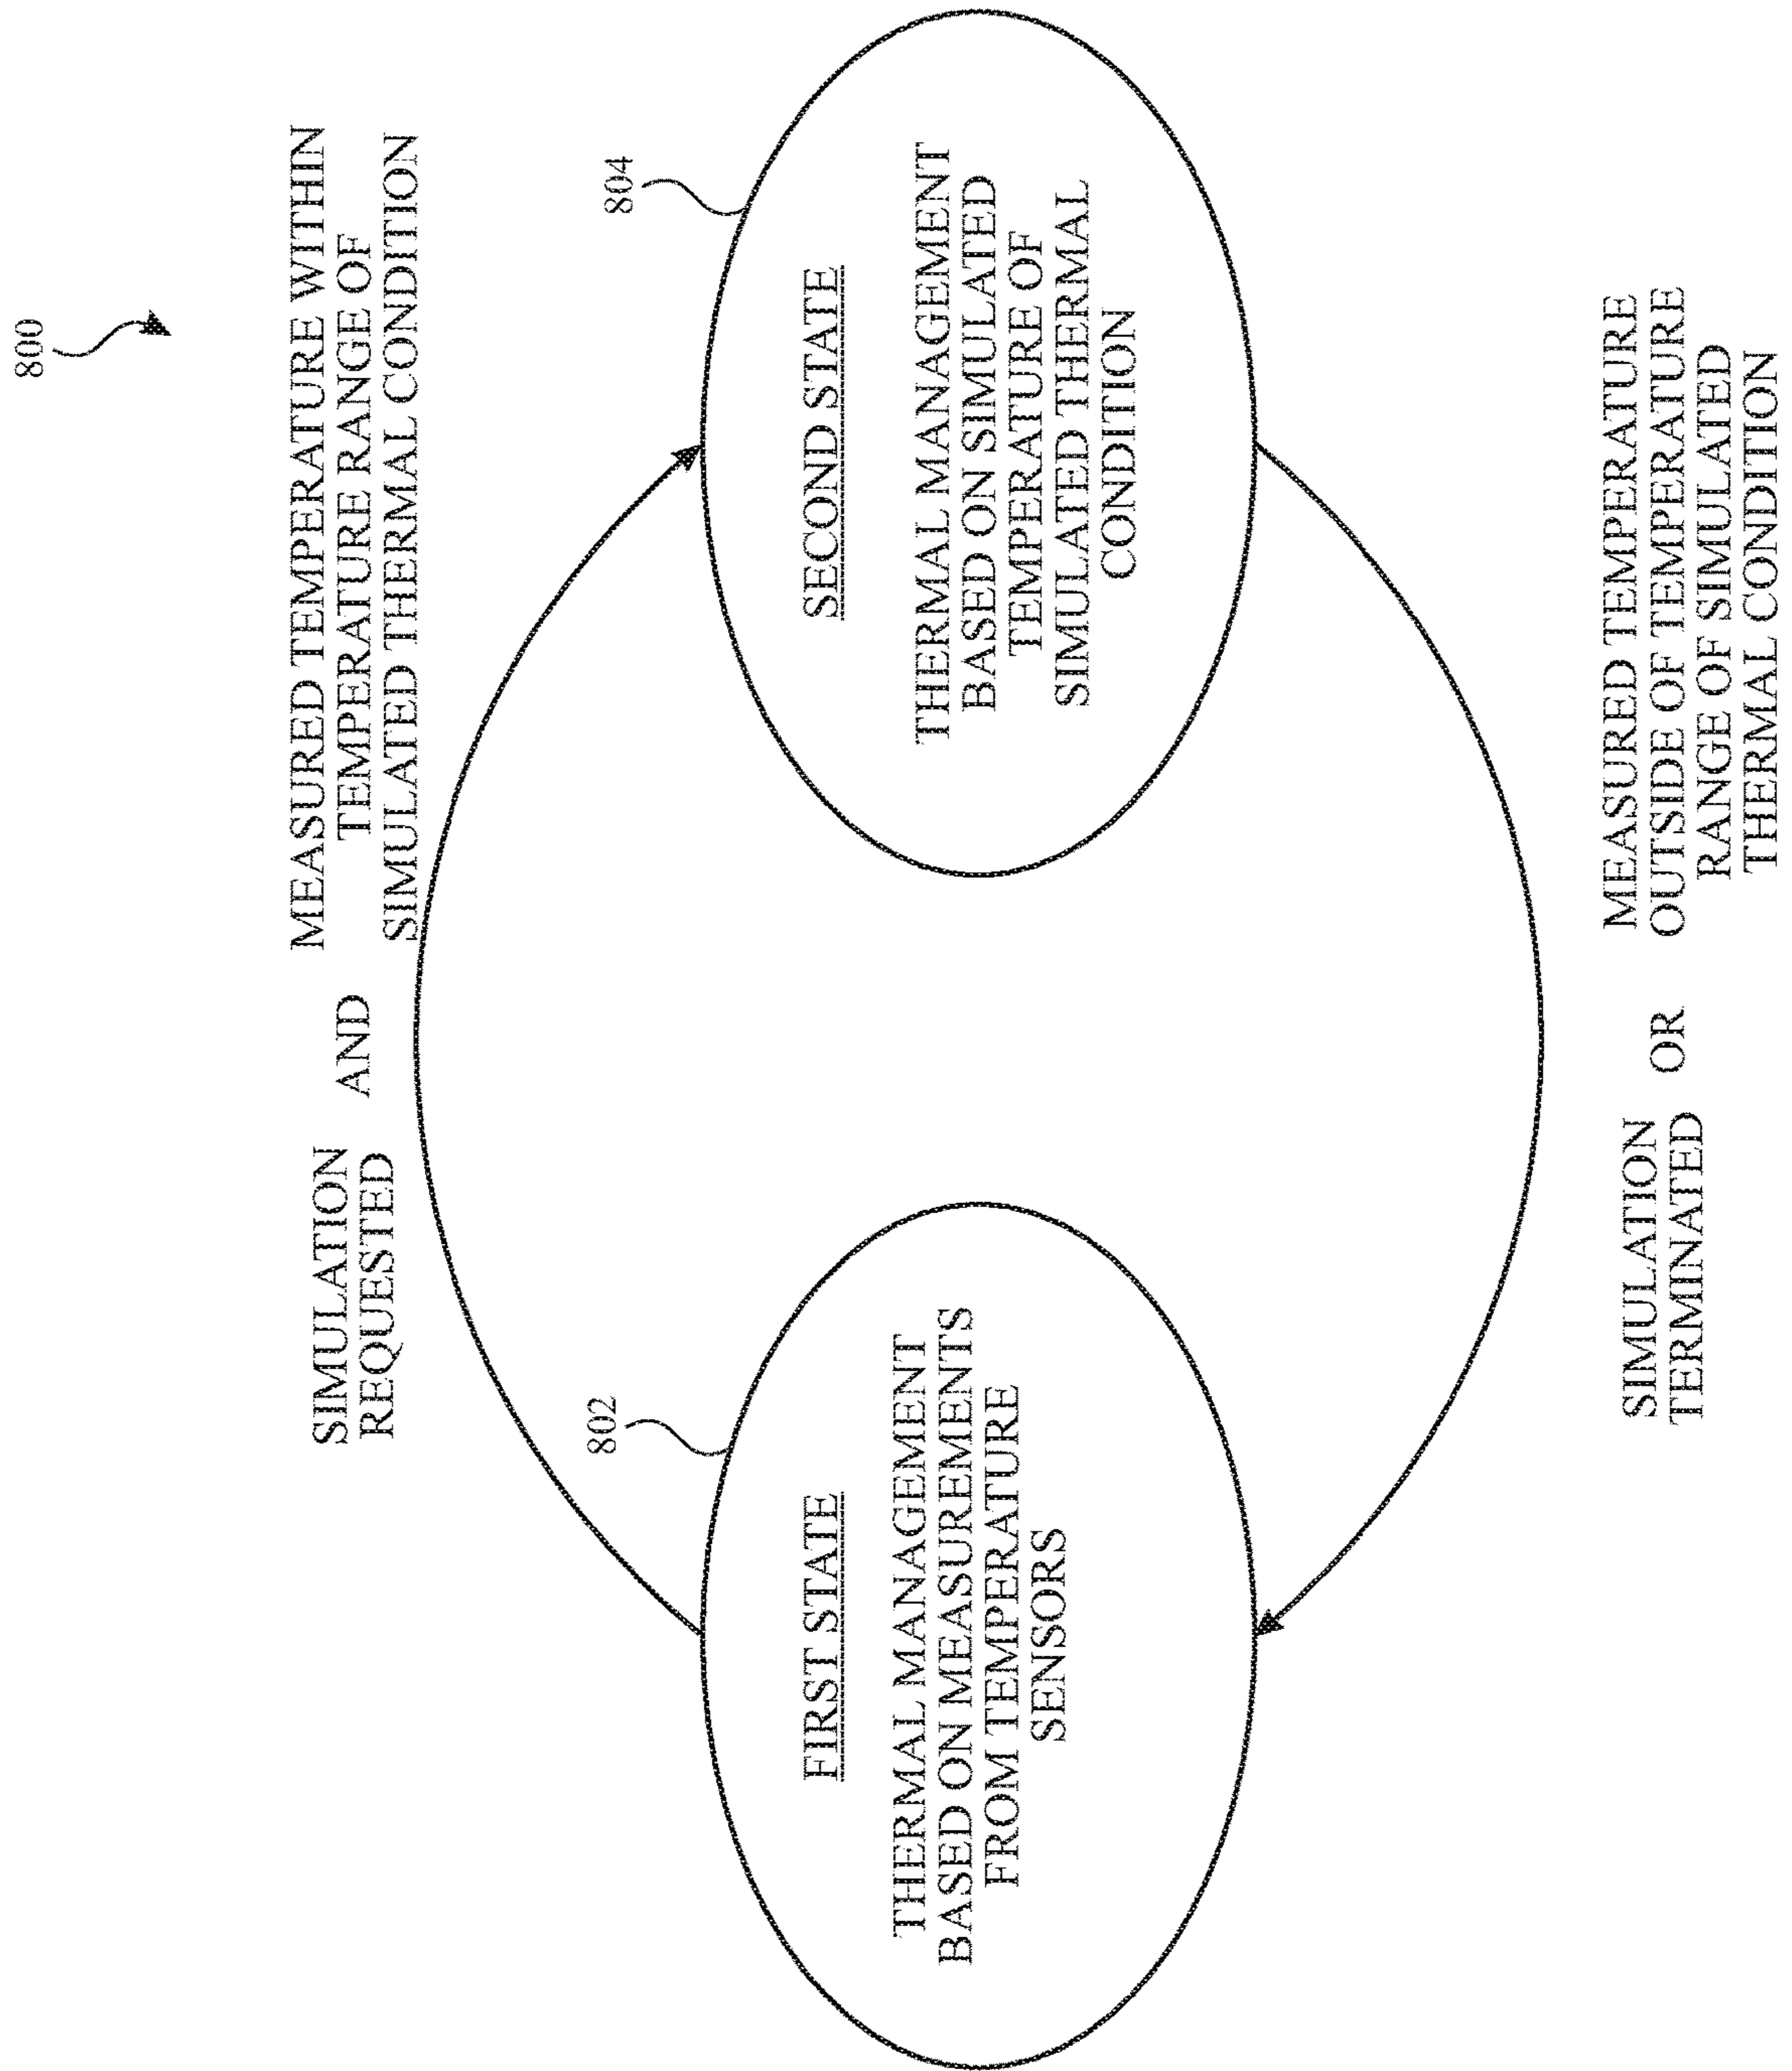 800
SIMULATION
REQUESTED
AND
MEASURED TEMPERATURE WITHIN
TEMPERATURE RANGE OF
SIMULATED THERMAL CONDITION
802
FIRST STATE
THERMAL MANAGEMENT
BASED ON MEASUREMENTS
FROM TEMPERATURE
SENSORS
804
SECOND STATE
THERMAL MANAGEMENT
BASED ON SIMULATED
TEMPERATURE OF
SIMULATED THERMAL
CONDITION
SIMULATION
TERMINATED
OR
MEASURED TEMPERATURE
OUTSIDE OF TEMPERATURE
RANGE OF SIMULATED
THERMAL CONDITION